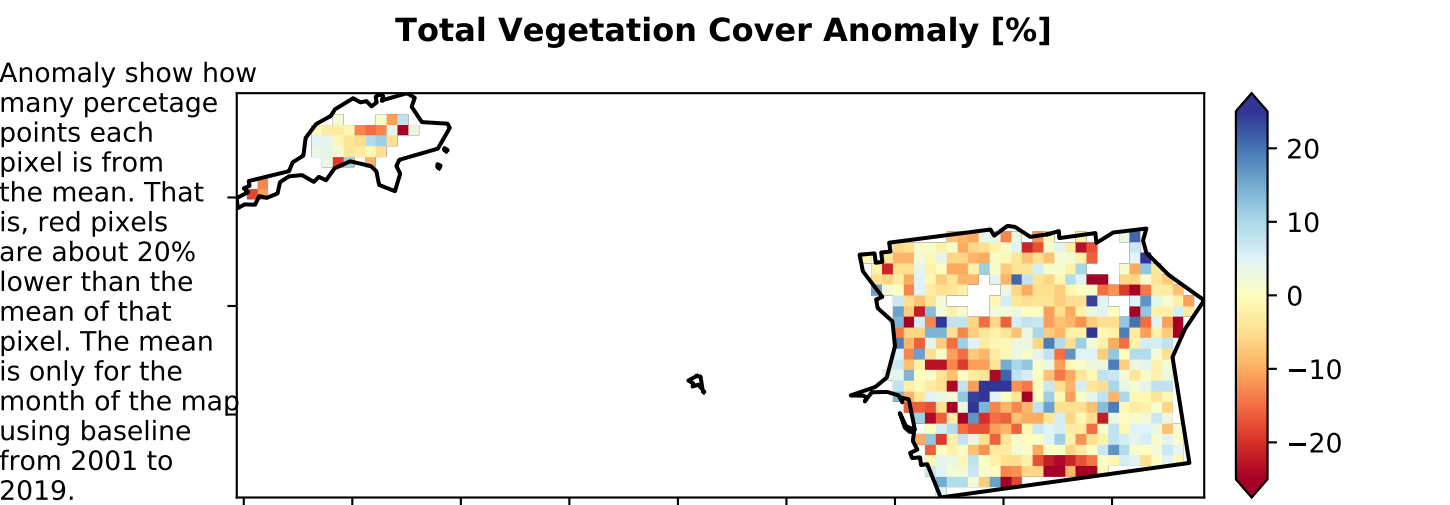 Total Vegetation Cover Anomaly [%]
Anomaly show how
many percetage
points each
pixel is from
the mean. That
is, red pixels
are about 20%
lower than the
mean of that
pixel. The mean
is only for the
month of the map
using baseline
from 2001 to
2019.
20
10
0
−10
−20